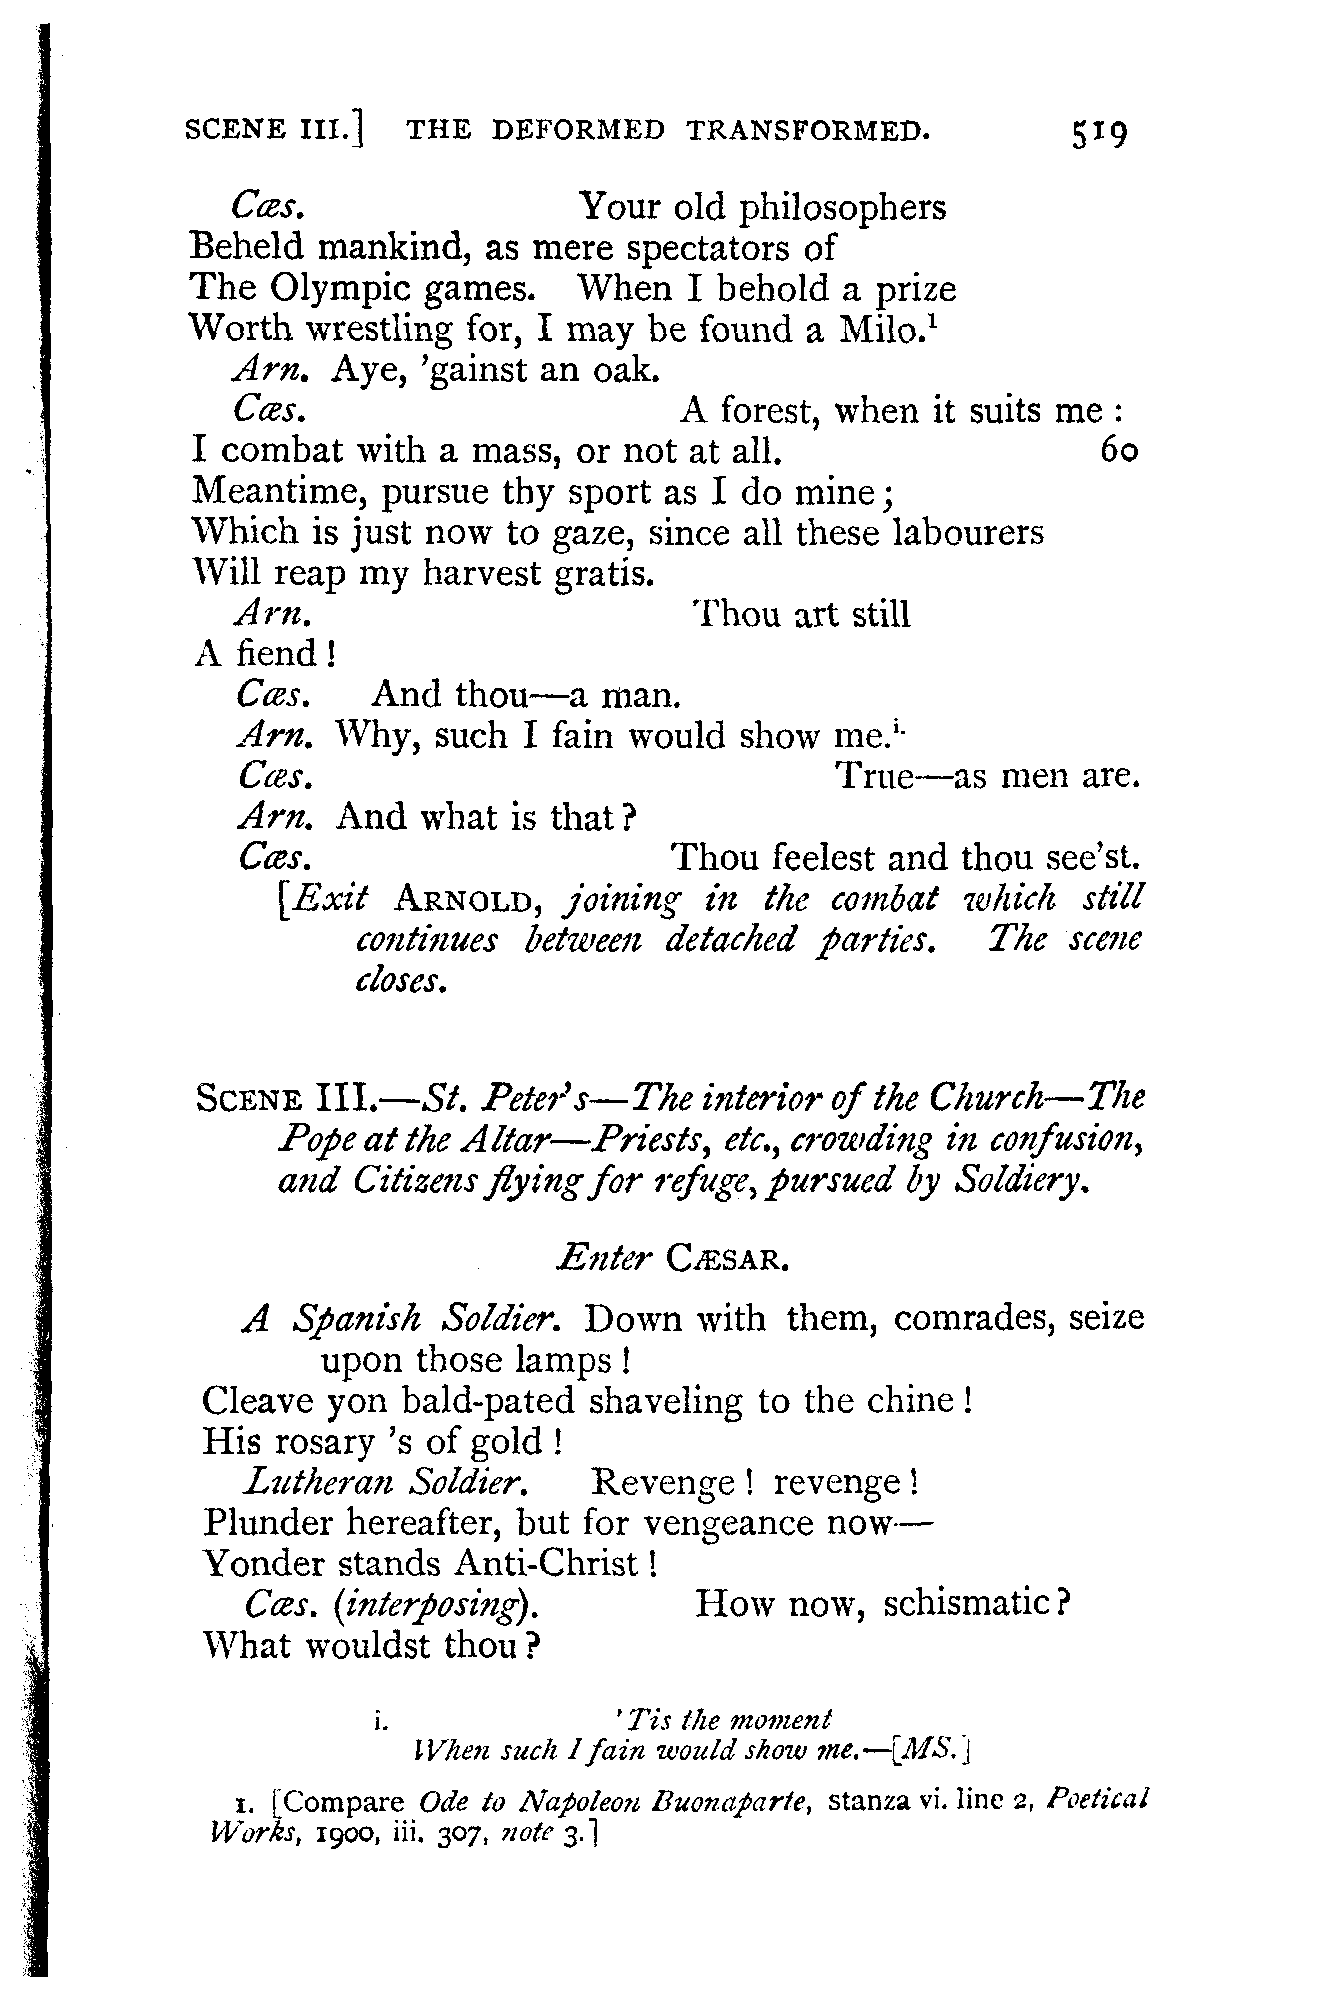 SCENE III.] THE DEFORMED TRANSFORMED. 519
Cæs. Your old philosophers
Beheld mankind, as mere spectators of
The Olympic games. When I behold a prize
Worth wrestling for, I may be found a Milo.¹
Arn. Aye, 'gainst an oak.
Cæs. A forest, when it suits me :
I combat with a mass, or not at all. 60
Meantime, pursue thy sport as I do mine ;
Which is just now to gaze, since all these labourers
Will reap my harvest gratis.
Arn. Thou art still
A fiend !
Cæs. And thou—a man.
Arn. Why, such I fain would show me.i.
Cæs. True—as men are.
Arn. And what is that ?
Cæs. Thou feelest and thou see'st.
[Exit ARNOLD, joining in the combat which still
continues between detached parties. The scene
closes.
SCENE III.—St. Peter's—The interior of the Church—The
Pope at the Altar—Priests, etc., crowding in confusion,
and Citizens flying for refuge, pursued by Soldiery.
Enter CÆSAR.
A Spanish Soldier. Down with them, comrades, seize
upon those lamps !
Cleave yon bald-pated shaveling to the chine !
His rosary 's of gold !
Lutheran Soldier. Revenge ! revenge !
Plunder hereafter, but for vengeance now—
Yonder stands Anti-Christ !
Cæs. (interposing). How now, schismatic ?
What wouldst thou ?
i. 'Tis the moment
When such I fain would show me.—[MS.]
1. [Compare Ode to Napoleon Buonaparte, stanza vi. line 2, Poetical
Works, 1900, iii. 307, note 3.]